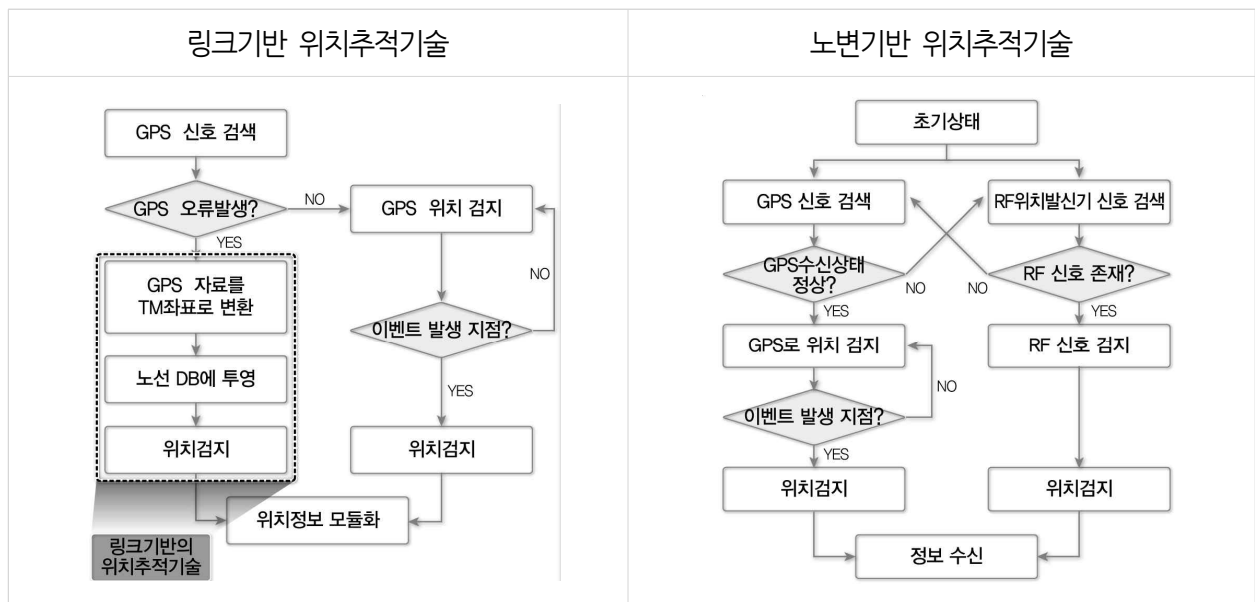 링크기반 위치추적기술
노변기반 위치추적기술
GPS 신호 검색
GPS 오류발생?
NO
GPS 위치 검지
YES
GPS 자료를
TM좌표로 변환
NO
이벤트 발생 지점?
노선 DB에 투영
YES
위치검지
위치검지
위치정보 모듈화
링크기반의
위치추적기술
초기상태
GPS 신호 검색
RF위치발신기 신호 검색
GPS수신상태
정상?
NO
NO
RF 신호 존재?
YES
YES
GPS로 위치 검지
RF 신호 검지
NO
이벤트 발생 지점?
YES
위치검지
위치검지
정보 수신